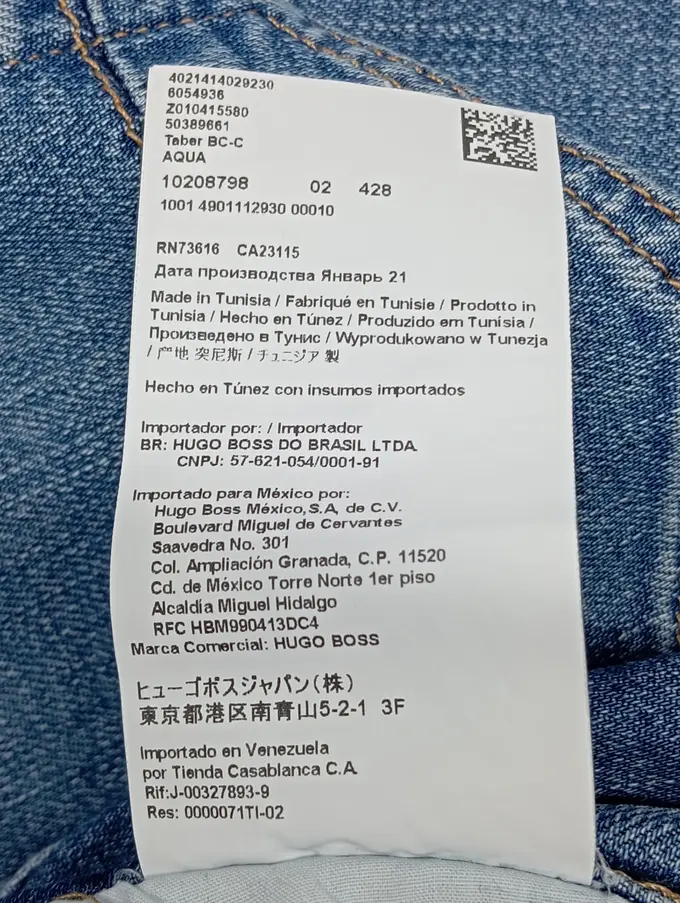 4021414029230
6054936
Z010415580
50389661
Taber BC-C
AQUA
10208798 02 428
1001 4901112930 00010
RN73616 CA23115
Дата производства Январь 21
Made in Tunisia / Fabriqué en Tunisie / Prodotto in
Tunisia / Hecho en Túnez / Produzido em Tunísia /
Произведено в Тунис / Wyprodukowano w Tunezja
/ 产地 突尼斯 / チュニジア 製
Hecho en Túnez con insumos importados
Importador por: / Importador
BR: HUGO BOSS DO BRASIL LTDA
CNPJ: 57-621-054/0001-91
Importado para México por:
Hugo Boss México,S.A, de C.V.
Boulevard Miguel de Cervantes
Saavedra No. 301
Col. Ampliación Granada, C.P. 11520
Cd. de México Torre Norte 1er piso
Alcaldía Miguel Hidalgo
RFC HBM990413DC4
Marca Comercial: HUGO BOSS
ヒューゴボスジャパン(株)
東京都港区南青山5-2-1 3F
Importado en Venezuela
por Tienda Casablanca C.A.
Rif:J-00327893-9
Res: 0000071TI-02